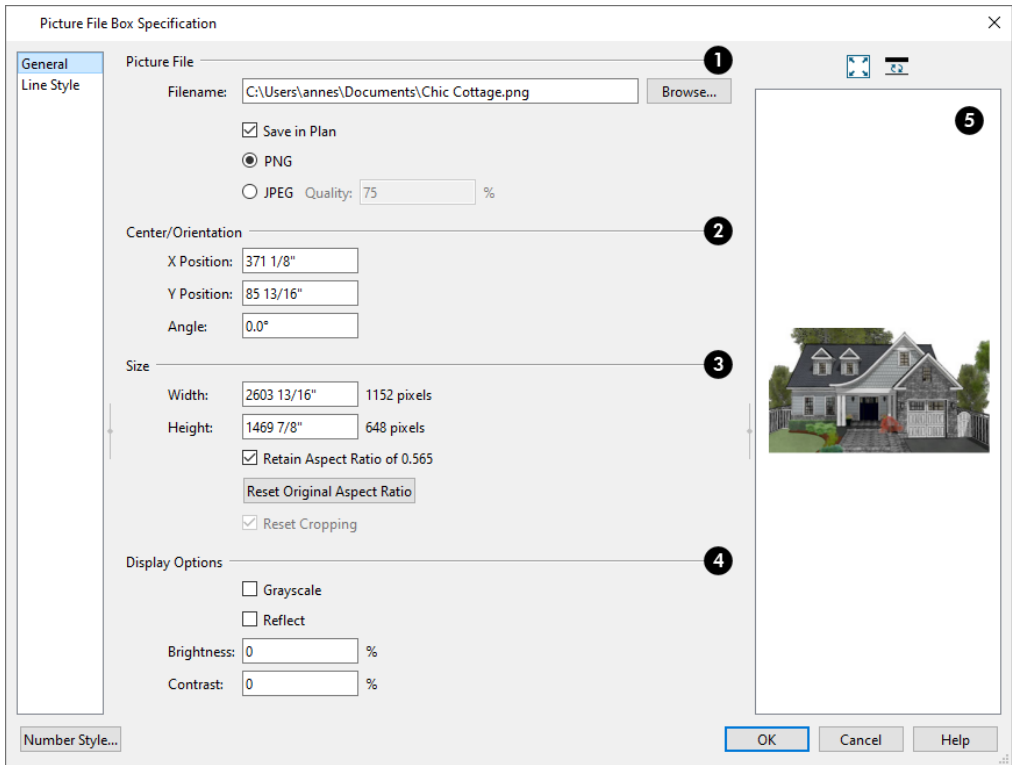 Picture File Box Specification
General
Line Style
Picture File 1
Filename: C:\Users\annes\Documents\Chic Cottage.png Browse...
Save in Plan
PNG
JPEG Quality: 75 %
Center/Orientation 2
X Position: 371 1/8"
Y Position: 85 13/16"
Angle: 0.0°
Size 3
Width: 2603 13/16" 1152 pixels
Height: 1469 7/8" 648 pixels
Retain Aspect Ratio of 0.565
Reset Original Aspect Ratio
Reset Cropping
Display Options 4
Grayscale
Reflect
Brightness: 0 %
Contrast: 0 %
5
Number Style... OK Cancel Help